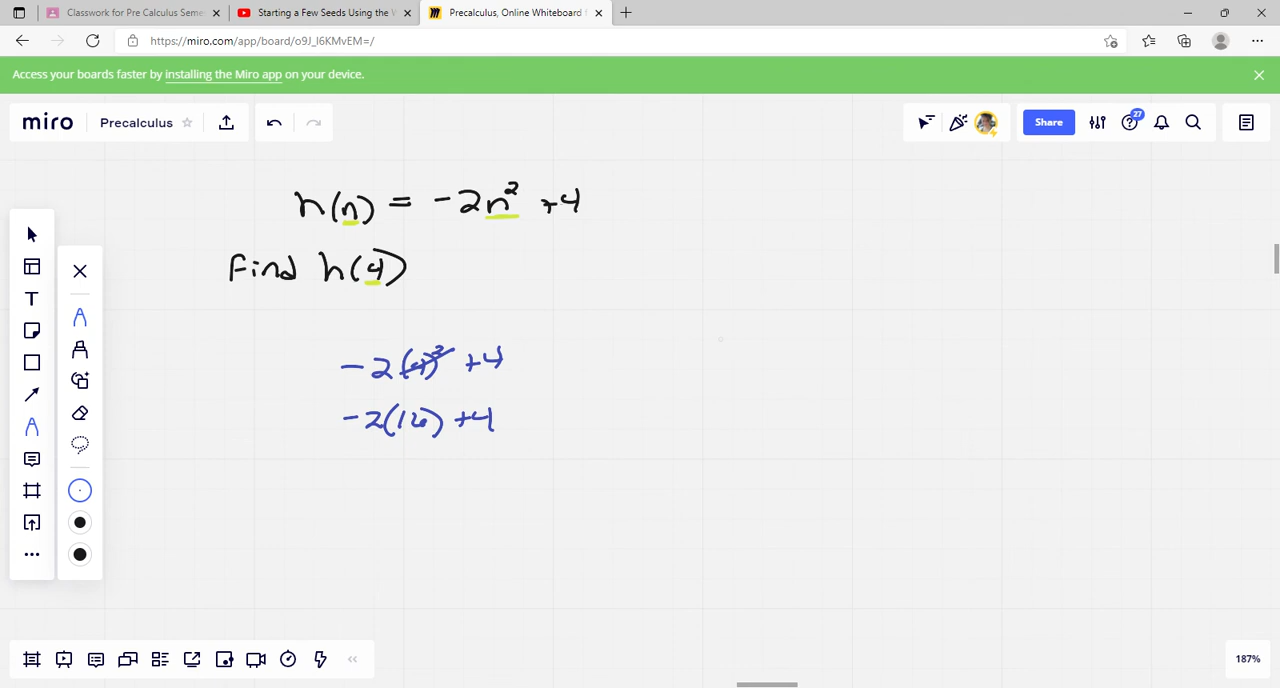 Classwork for Pre Calculus Seme
Starting a Few Seeds Using the W
Precalculus, Online Whiteboard f
https://miro.com/app/board/o9J_l6KMvEM=/
Access your boards faster by installing the Miro app on your device.
miro
Precalculus
Share
27
h(n) = -2n² +4
Find h(4)
-2(4)² +4
-2(16) +4
T
187%